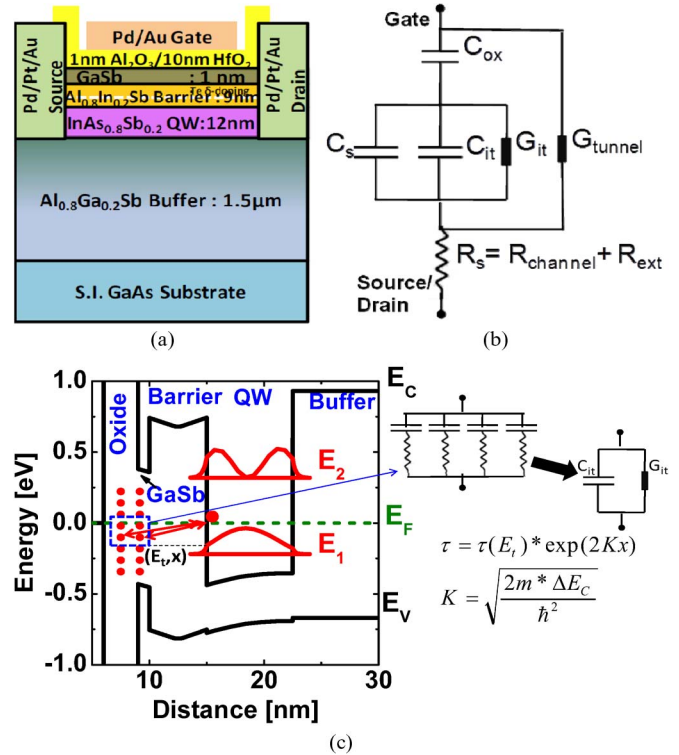 Pd/Au Gate
1nm Al2O3/10nm HfO2
GaSb : 1 nm
Te δ-doping
Al0.8In0.2Sb Barrier : 9nm
InAs0.8Sb0.2 QW:12nm
Pd/Pt/Au
Source
Pd/Pt/Au
Drain
Al0.8Ga0.2Sb Buffer : 1.5µm
S.I. GaAs Substrate
(a)
Gate
Cox
Cs
Cit
Git
Gtunnel
Rs= Rchannel+ Rext
Source/
Drain
(b)
1.0
0.5
0.0
-0.5
-1.0
Energy [eV]
Oxide
Barrier
QW
Buffer
GaSb
(Et,x)
E2
E1
EC
EF
EV
10
20
30
Distance [nm]
Cit
Git
τ = τ(Et)* exp(2Kx)
K = √(2m * ΔEC / ħ²)
(c)